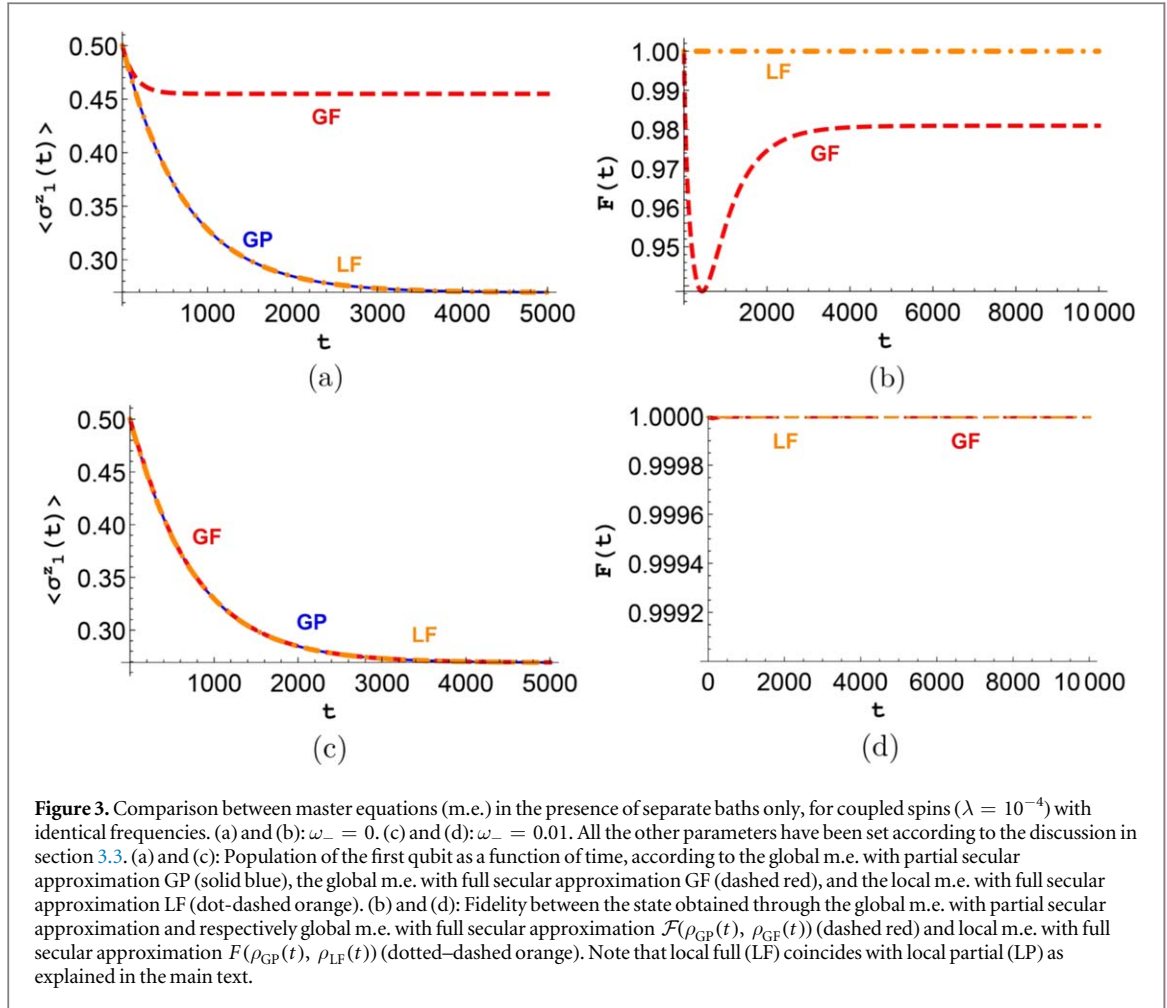 0.50
0.45
0.40
0.35
0.30
<σᶻ₁(t)>
GF
GP
LF
1000 2000 3000 4000 5000
t
(a)
1.00
0.99
0.98
0.97
0.96
0.95
F(t)
LF
GF
2000 4000 6000 8000 10 000
t
(b)
0.50
0.45
0.40
0.35
0.30
<σᶻ₁(t)>
GF
GP
LF
1000 2000 3000 4000 5000
t
(c)
1.0000
0.9998
0.9996
0.9994
0.9992
F(t)
LF GF
0 2000 4000 6000 8000 10 000
t
(d)
Figure 3. Comparison between master equations (m.e.) in the presence of separate baths only, for coupled spins (λ = 10⁻⁴) with
identical frequencies. (a) and (b): ω₋ = 0. (c) and (d): ω₋ = 0.01. All the other parameters have been set according to the discussion in
section 3.3. (a) and (c): Population of the first qubit as a function of time, according to the global m.e. with partial secular
approximation GP (solid blue), the global m.e. with full secular approximation GF (dashed red), and the local m.e. with full secular
approximation LF (dot-dashed orange). (b) and (d): Fidelity between the state obtained through the global m.e. with partial secular
approximation and respectively global m.e. with full secular approximation ℱ(ρGP(t), ρGF(t)) (dashed red) and local m.e. with full
secular approximation F(ρGP(t), ρLF(t)) (dotted–dashed orange). Note that local full (LF) coincides with local partial (LP) as
explained in the main text.